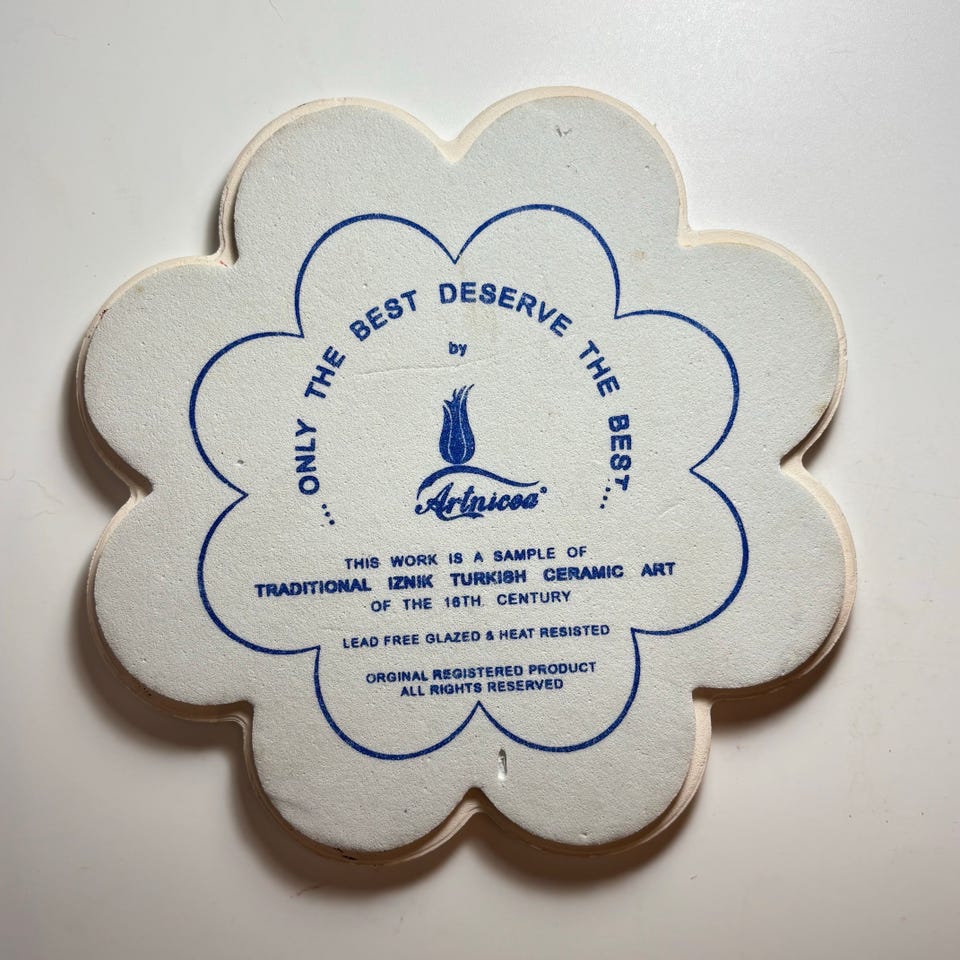 ...ONLY THE BEST DESERVE THE BEST...
by
Artnicoa®
THIS WORK IS A SAMPLE OF
TRADITIONAL IZNIK TURKISH CERAMIC ART
OF THE 16TH CENTURY
LEAD FREE GLAZED & HEAT RESISTED
ORGINAL REGISTERED PRODUCT
ALL RIGHTS RESERVED